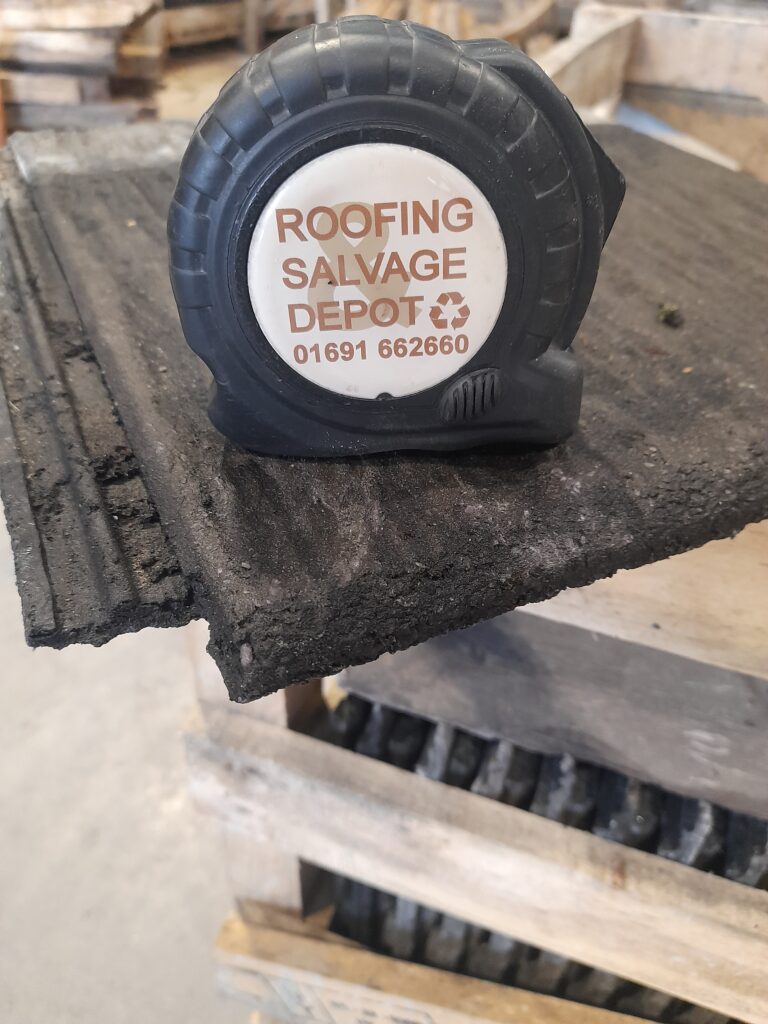 ROOFING
&
SALVAGE
DEPOT
01691 662660